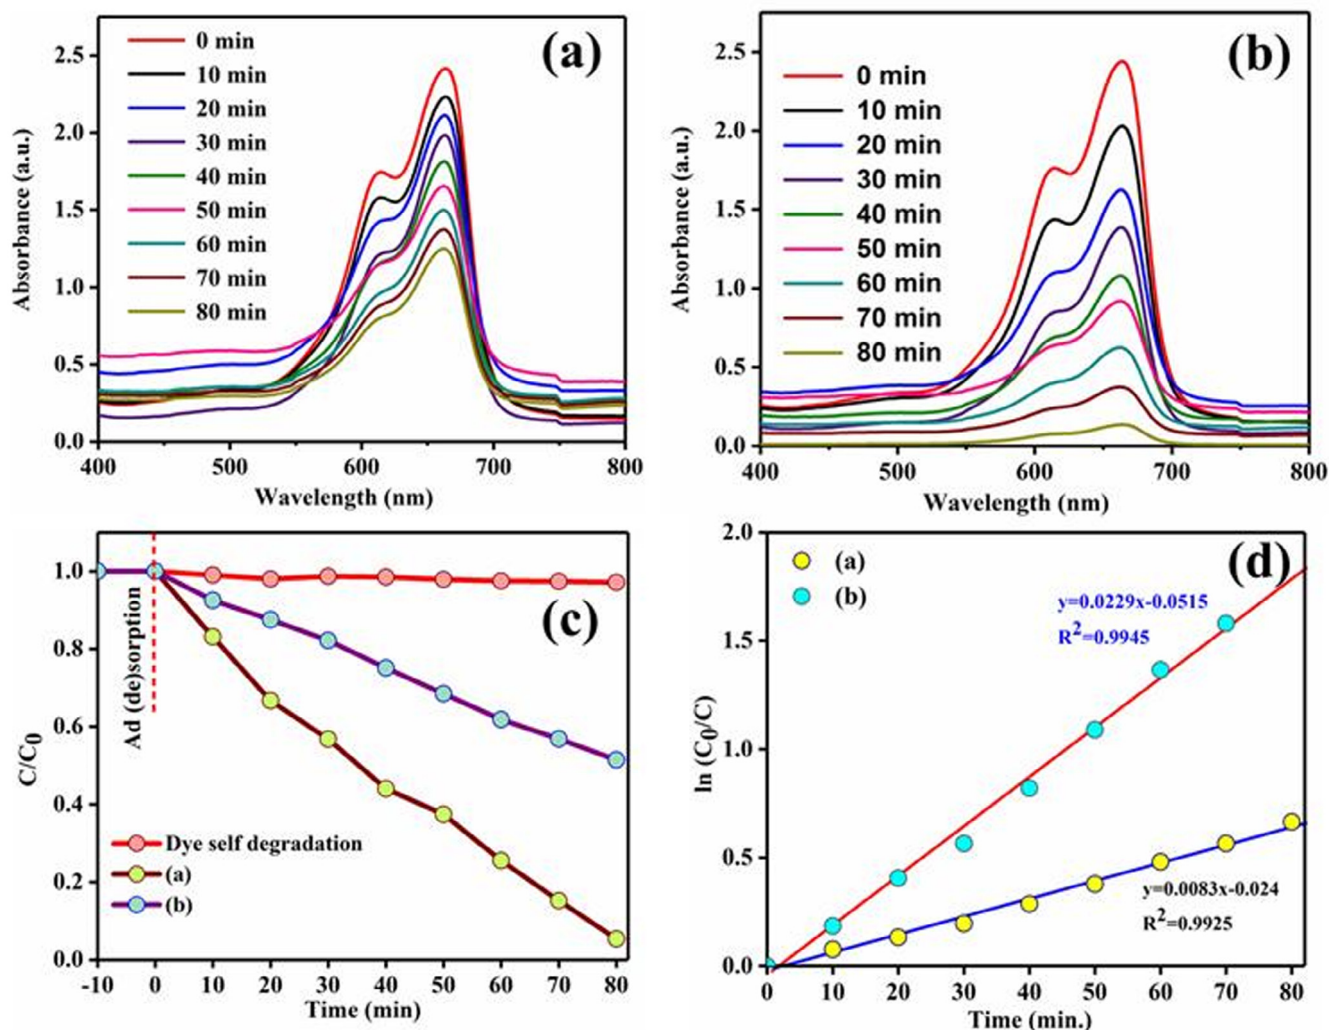 (a)
0 min
10 min
20 min
30 min
40 min
50 min
60 min
70 min
80 min
2.5
2.0
1.5
1.0
0.5
0.0
400 500 600 700 800
Absorbance (a.u.)
Wavelength (nm)
(b)
0 min
10 min
20 min
30 min
40 min
50 min
60 min
70 min
80 min
2.5
2.0
1.5
1.0
0.5
0.0
400 500 600 700 800
Absorbance (a.u.)
Wavelength (nm)
(c)
1.0
0.8
0.6
0.4
0.2
0.0
-10 0 10 20 30 40 50 60 70 80
C/C0
Time (min)
Ad (de)sorption
Dye self degradation
(a)
(b)
(d)
(a)
(b)
y=0.0229x-0.0515
R2=0.9945
y=0.0083x-0.024
R2=0.9925
2.0
1.5
1.0
0.5
0.0
0 10 20 30 40 50 60 70 80
ln (C0/C)
Time (min.)